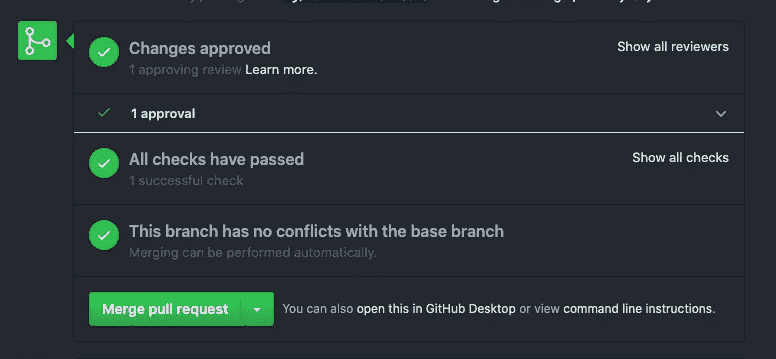 Changes approved
Show all reviewers
1 approving review Learn more.
1 approval
All checks have passed
Show all checks
1 successful check
This branch has no conflicts with the base branch
Merging can be performed automatically.
Merge pull request
You can also open this in GitHub Desktop or view command line instructions.